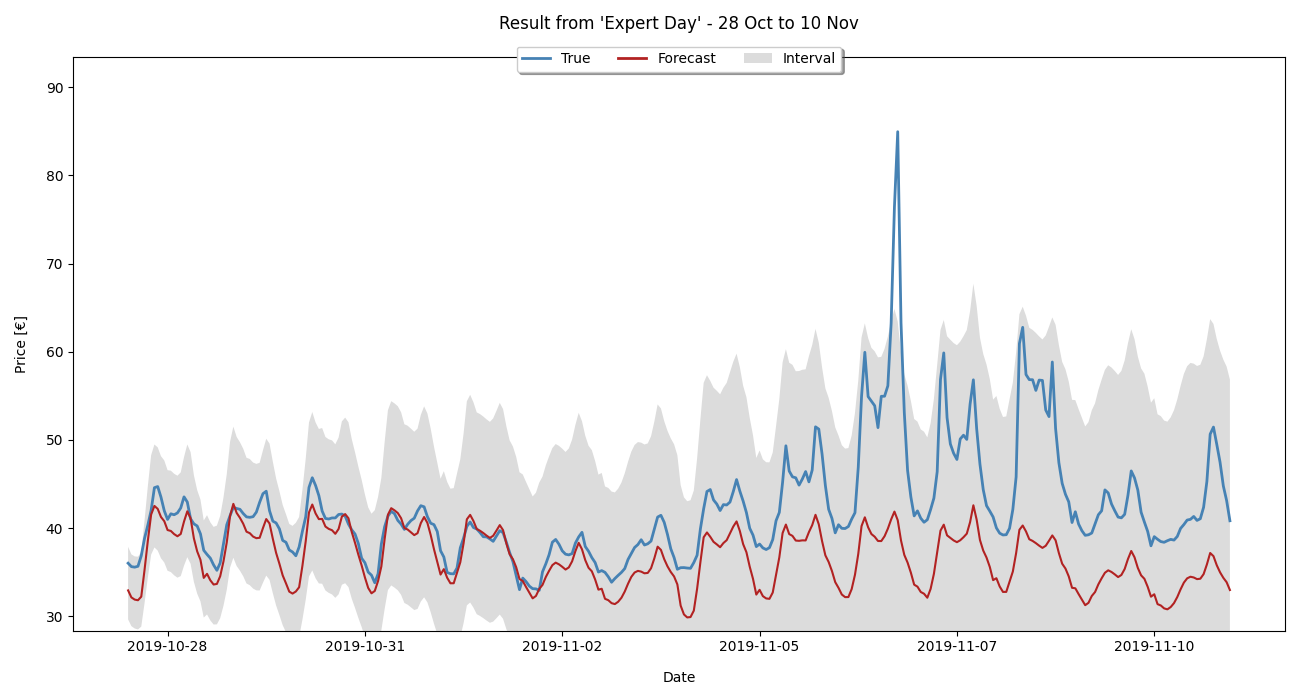 Result from 'Expert Day' - 28 Oct to 10 Nov
True Forecast Interval
90
80
70
60
50
40
30
Price [€]
2019-10-28 2019-10-31 2019-11-02 2019-11-05 2019-11-07 2019-11-10
Date